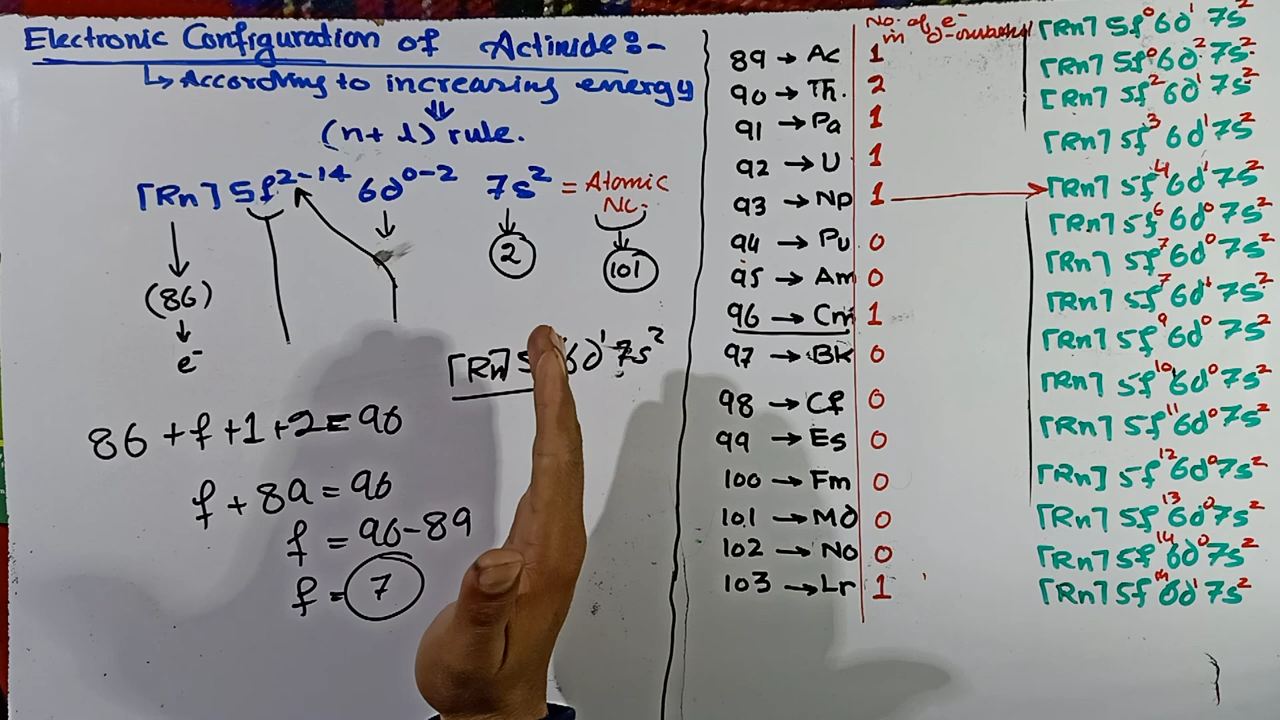 Electronic Configuration of Actinide:-
↳ According to increasing energy
⇓
(n+l) rule.
[Rn] 5f²⁻¹⁴ 6d⁰⁻² 7s² = Atomic No.
(86)
e⁻
2
101
[Rn] 5 6d¹ 7s²
86 + f + 1 + 2 = 96
f + 89 = 96
f = 96 - 89
f = 7
No. of e⁻
in d-
89 → Ac 1
90 → Th. 2
91 → Pa 1
92 → U 1
93 → Np 1
94 → Pu 0
95 → Am 0
96 → Cm 1
97 → Bk 0
98 → Cf 0
99 → Es 0
100 → Fm 0
101 → Md 0
102 → No 0
103 → Lr 1
[Rn] 5f⁰ 6d¹ 7s²
[Rn] 5f⁰ 6d² 7s²
[Rn] 5f² 6d¹ 7s²
[Rn] 5f³ 6d¹ 7s²
[Rn] 5f⁴ 6d¹ 7s²
[Rn] 5f⁶ 6d⁰ 7s²
[Rn] 5f⁷ 6d⁰ 7s²
[Rn] 5f⁷ 6d¹ 7s²
[Rn] 5f⁹ 6d⁰ 7s²
[Rn] 5f¹⁰ 6d⁰ 7s²
[Rn] 5f¹¹ 6d⁰ 7s²
[Rn] 5f¹² 6d⁰ 7s²
[Rn] 5f¹³ 6d⁰ 7s²
[Rn] 5f¹⁴ 6d⁰ 7s²
[Rn] 5f¹⁴ 6d¹ 7s²